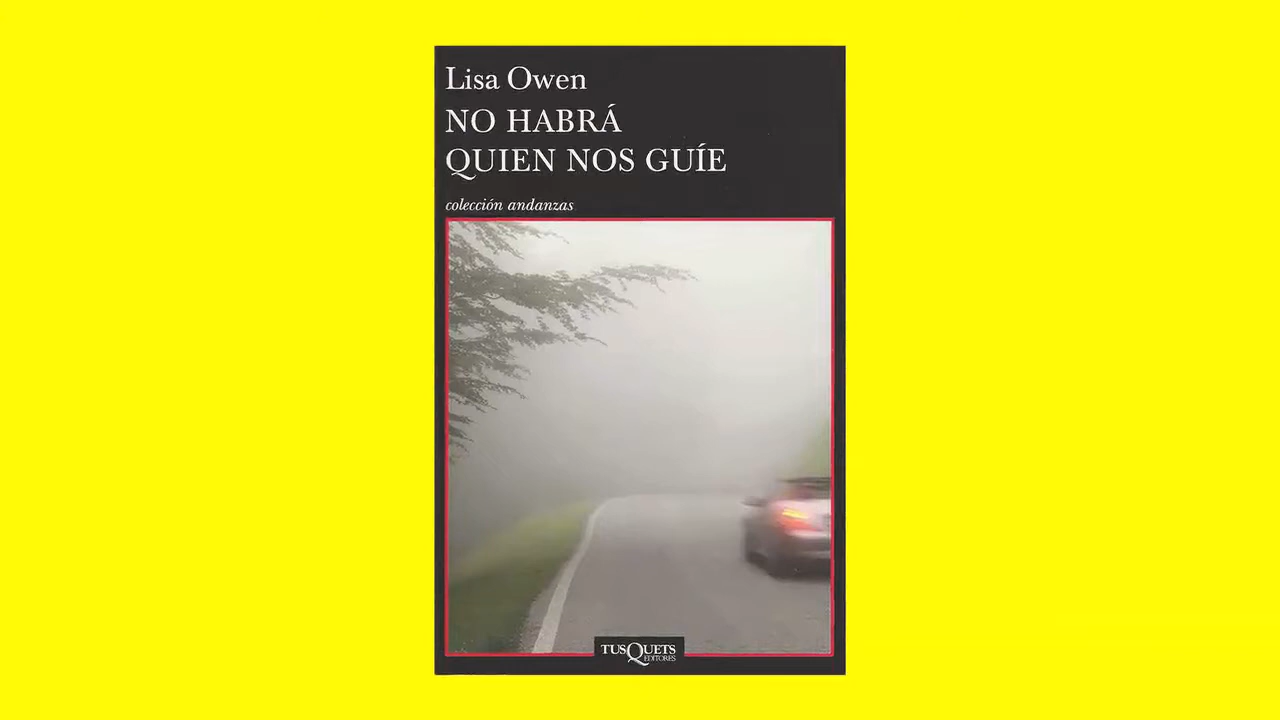 Lisa Owen
NO HABRÁ
QUIEN NOS GUÍE
colección andanzas
TUSQUETS
EDITORES